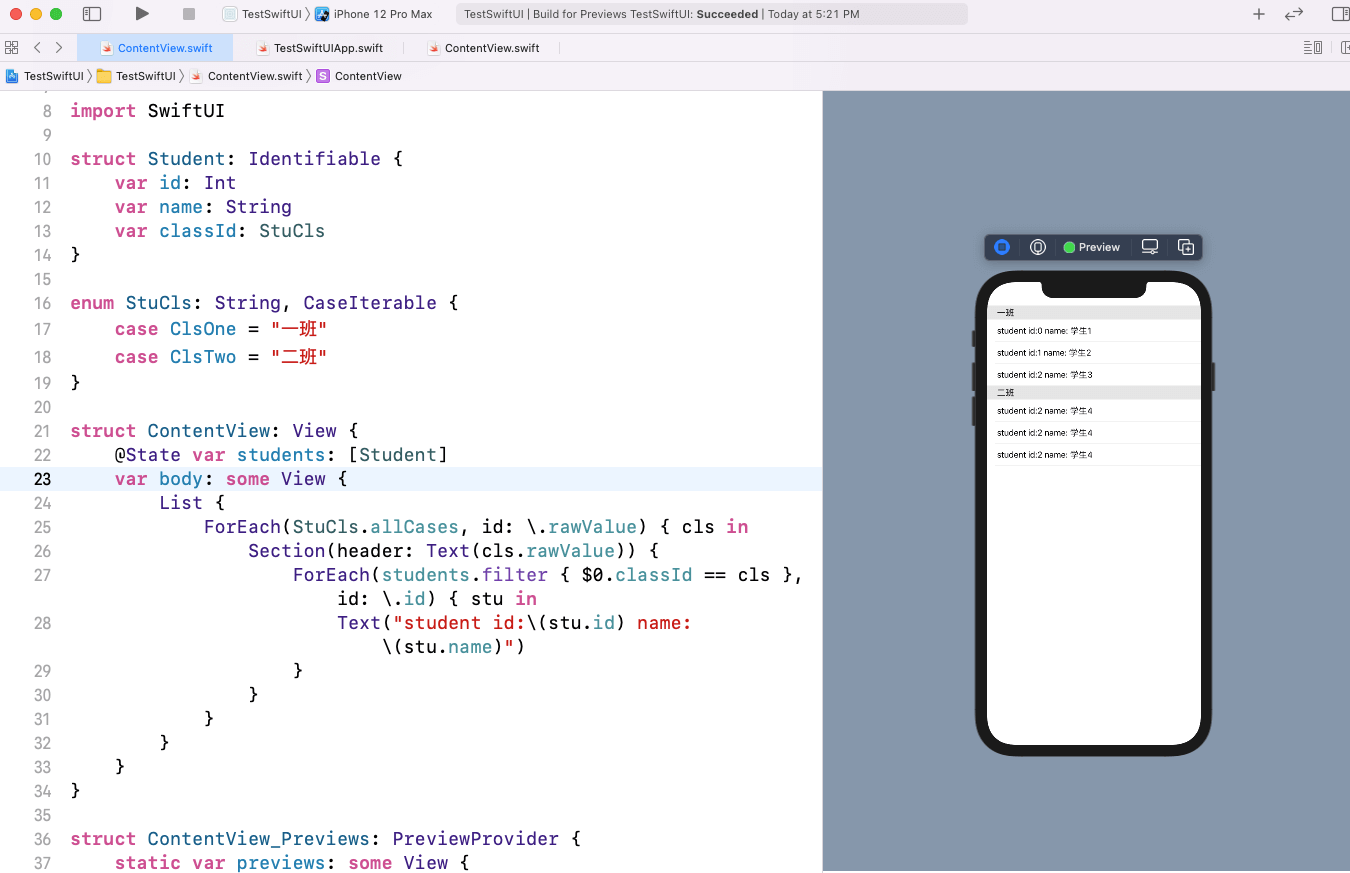 TestSwiftUI 〉 iPhone 12 Pro Max
TestSwiftUI | Build for Previews TestSwiftUI: Succeeded | Today at 5:21 PM
ContentView.swift
TestSwiftUIApp.swift
ContentView.swift
TestSwiftUI 〉 TestSwiftUI 〉 ContentView.swift 〉 S ContentView
8 import SwiftUI
9
10 struct Student: Identifiable {
11 var id: Int
12 var name: String
13 var classId: StuCls
14 }
15
16 enum StuCls: String, CaseIterable {
17 case ClsOne = "一班"
18 case ClsTwo = "二班"
19 }
20
21 struct ContentView: View {
22 @State var students: [Student]
23 var body: some View {
24 List {
25 ForEach(StuCls.allCases, id: \.rawValue) { cls in
26 Section(header: Text(cls.rawValue)) {
27 ForEach(students.filter { $0.classId == cls },
id: \.id) { stu in
28 Text("student id:\(stu.id) name:
\(stu.name)")
29 }
30 }
31 }
32 }
33 }
34 }
35
36 struct ContentView_Previews: PreviewProvider {
37 static var previews: some View {
Preview
一班
student id:0 name: 学生1
student id:1 name: 学生2
student id:2 name: 学生3
二班
student id:2 name: 学生4
student id:2 name: 学生4
student id:2 name: 学生4